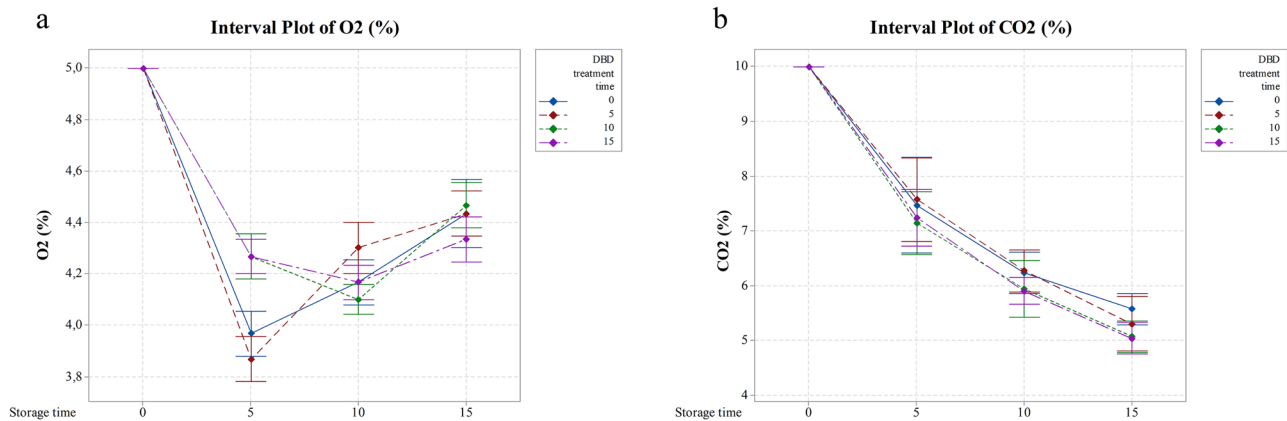 a
Interval Plot of O2 (%)
5,0
4,8
4,6
4,4
4,2
4,0
3,8
O2 (%)
Storage time
0
5
10
15
DBD
treatment
time
0
5
10
15
b
Interval Plot of CO2 (%)
10
9
8
7
6
5
4
CO2 (%)
Storage time
0
5
10
15
DBD
treatment
time
0
5
10
15